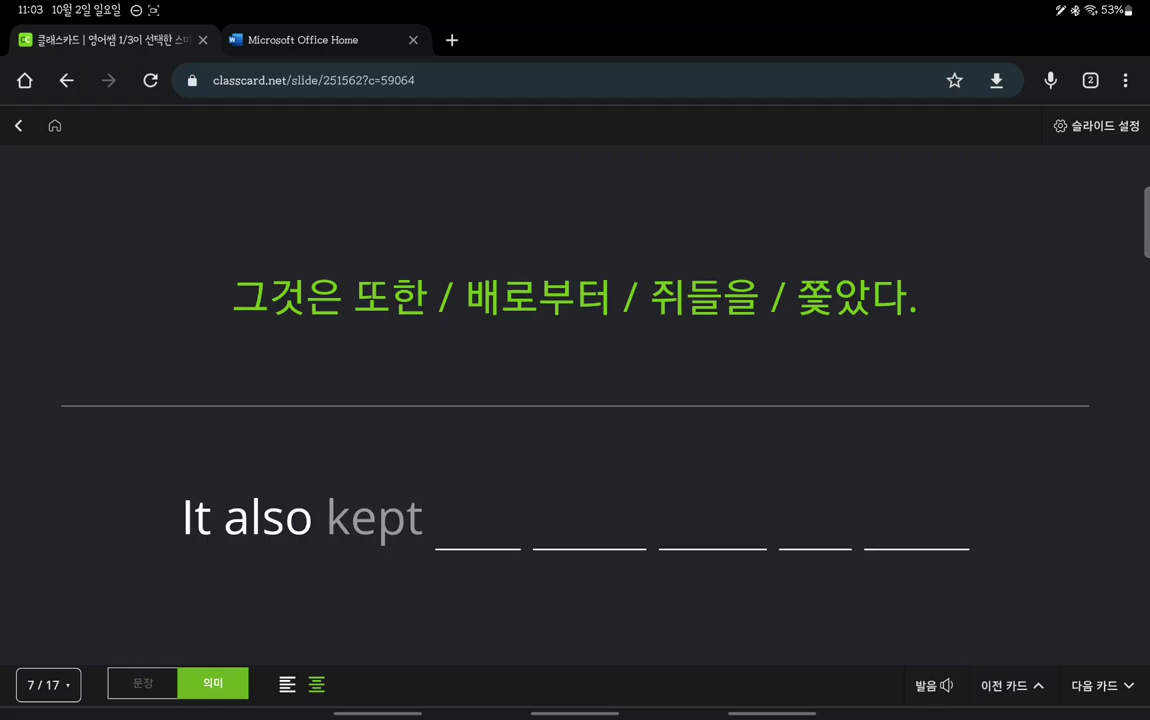 11:03 10월 2일 일요일
53%
클래스카드 | 영어쌤 1/3이 선택한 스마
Microsoft Office Home
classcard.net/slide/251562?c=59064
2
슬라이드 설정
그것은 또한 / 배로부터 / 쥐들을 / 쫓았다.
It also kept
7 / 17
문장
의미
발음
이전 카드
다음 카드